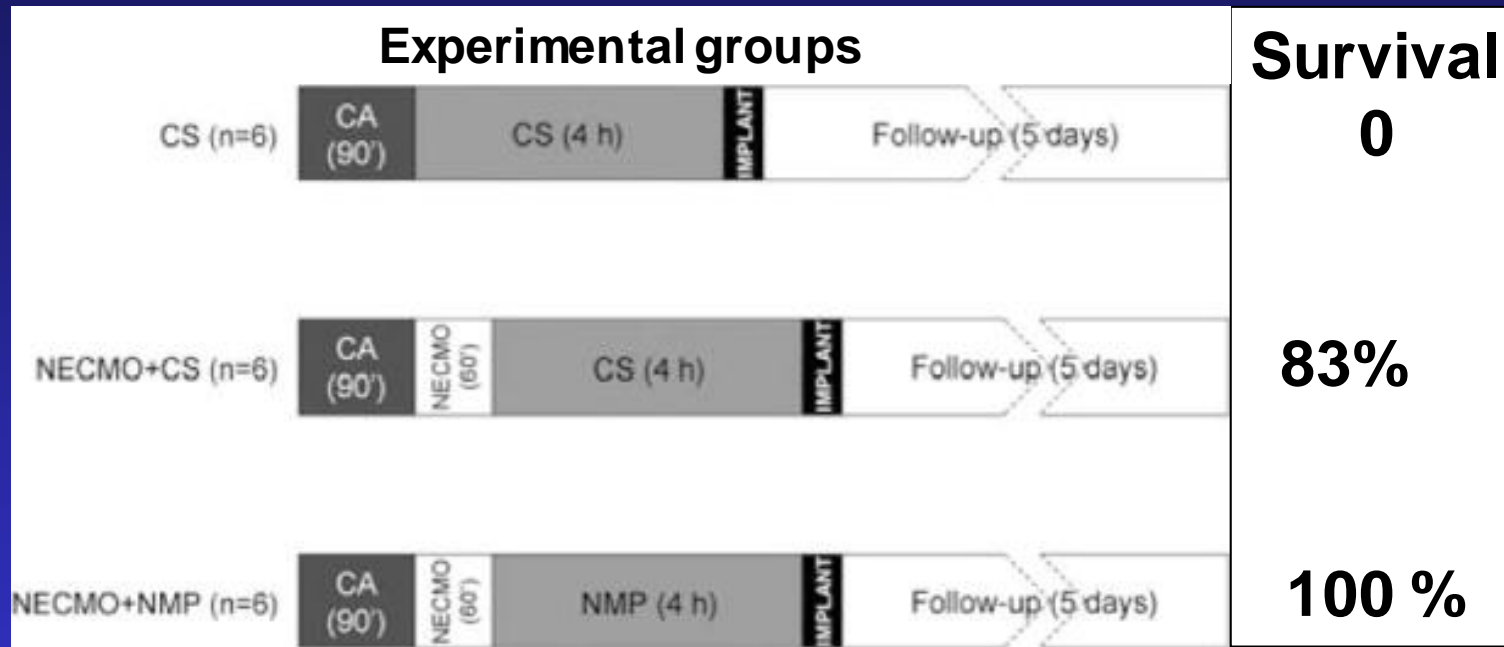 Experimental groups
Survival
CS (n=6)
CA
(90')
CS (4 h)
IMPLANT
Follow-up (5 days)
0
NECMO+CS (n=6)
CA
(90')
NECMO
(60')
CS (4 h)
IMPLANT
Follow-up (5 days)
83%
NECMO+NMP (n=6)
CA
(90')
NECMO
(60')
NMP (4 h)
IMPLANT
Follow-up (5 days)
100 %